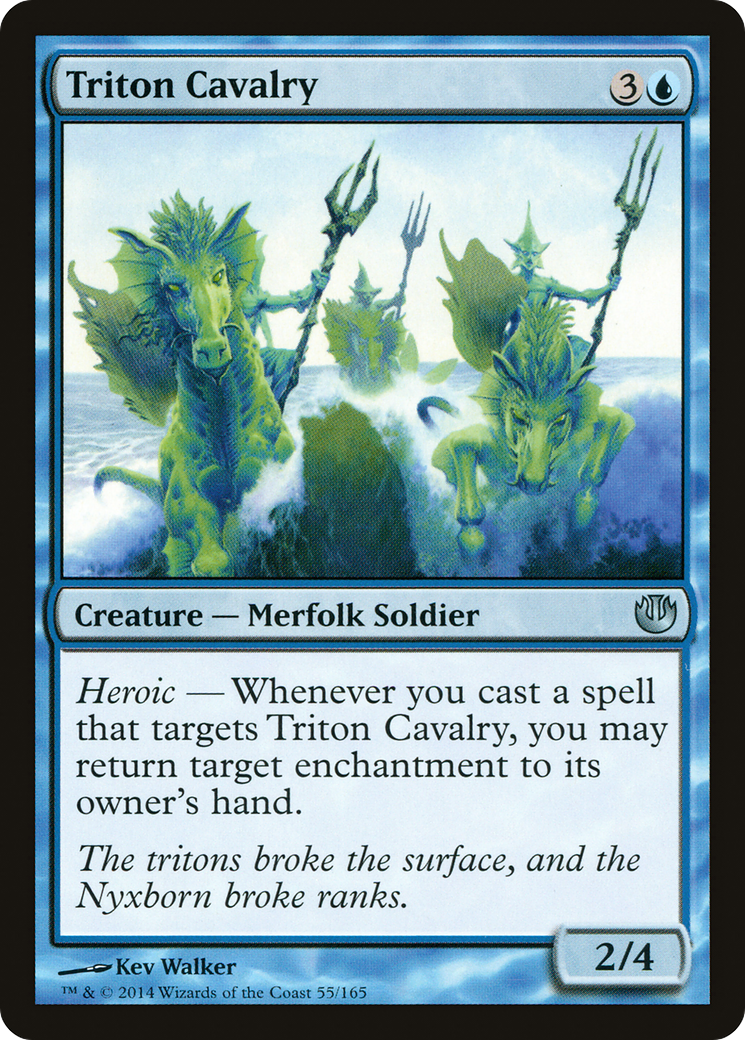 Triton Cavalry 3
Creature — Merfolk Soldier
Heroic — Whenever you cast a spell
that targets Triton Cavalry, you may
return target enchantment to its
owner's hand.
The tritons broke the surface, and the
Nyxborn broke ranks.
2/4
Kev Walker
™ & © 2014 Wizards of the Coast 55/165